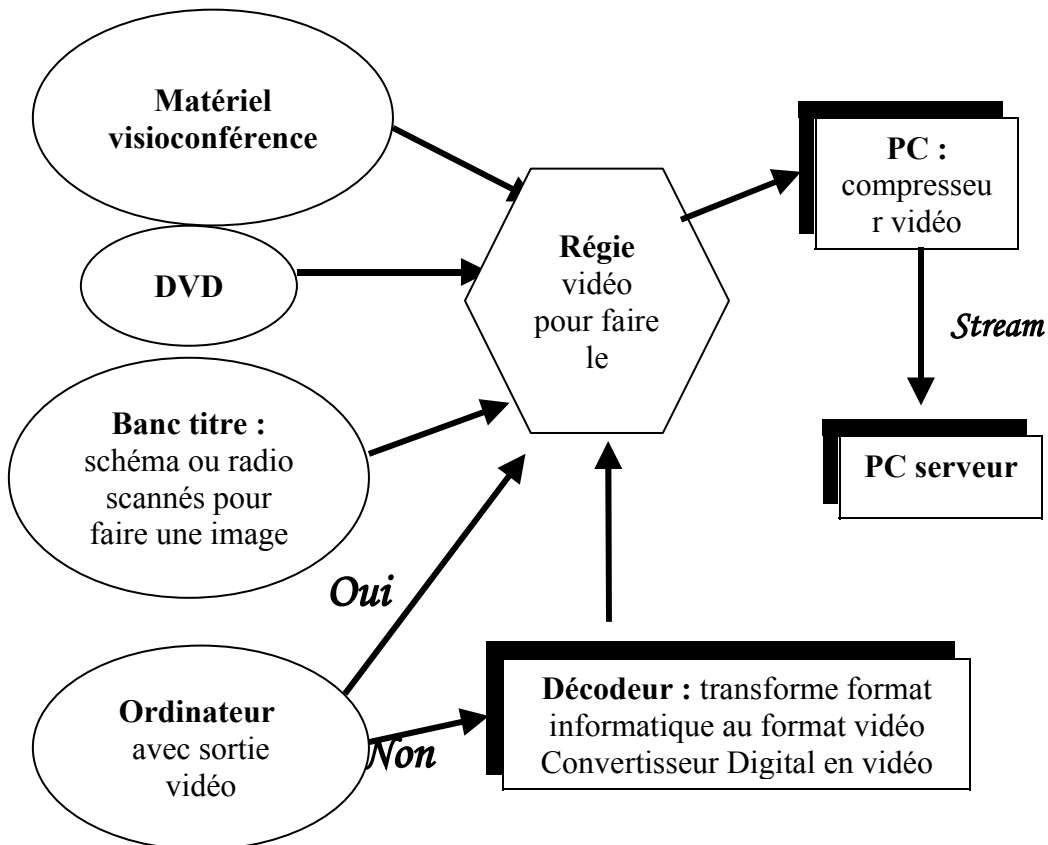 Matériel
visioconférence
DVD
Banc titre :
schéma ou radio
scannés pour
faire une image
Oui
Ordinateur
avec sortie
vidéo
Non
Régie
vidéo
pour faire
le
Décodeur : transforme format
informatique au format vidéo
Convertisseur Digital en vidéo
PC :
compresseu
r vidéo
Stream
PC serveur